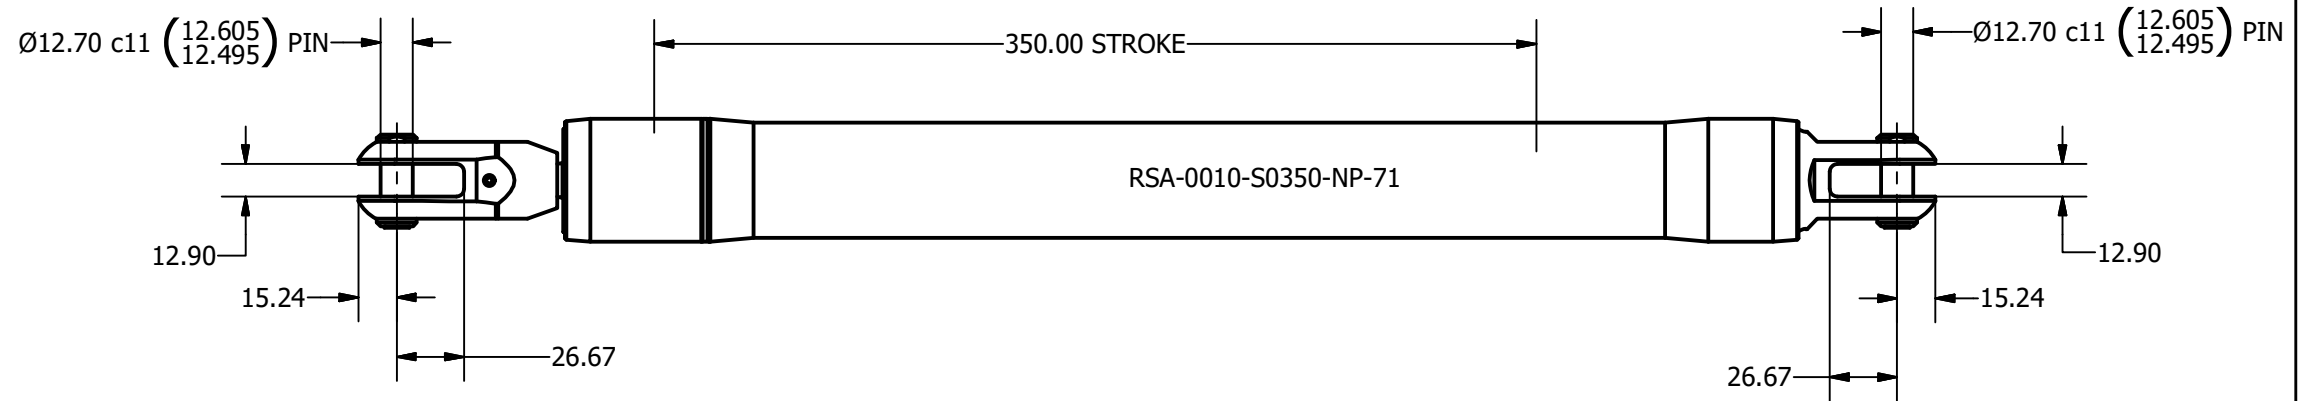 Ø12.70 c11 (12.605 12.495) PIN
350.00 STROKE
Ø12.70 c11 (12.605 12.495) PIN
RSA-0010-S0350-NP-71
12.90
12.90
15.24
15.24
26.67
26.67